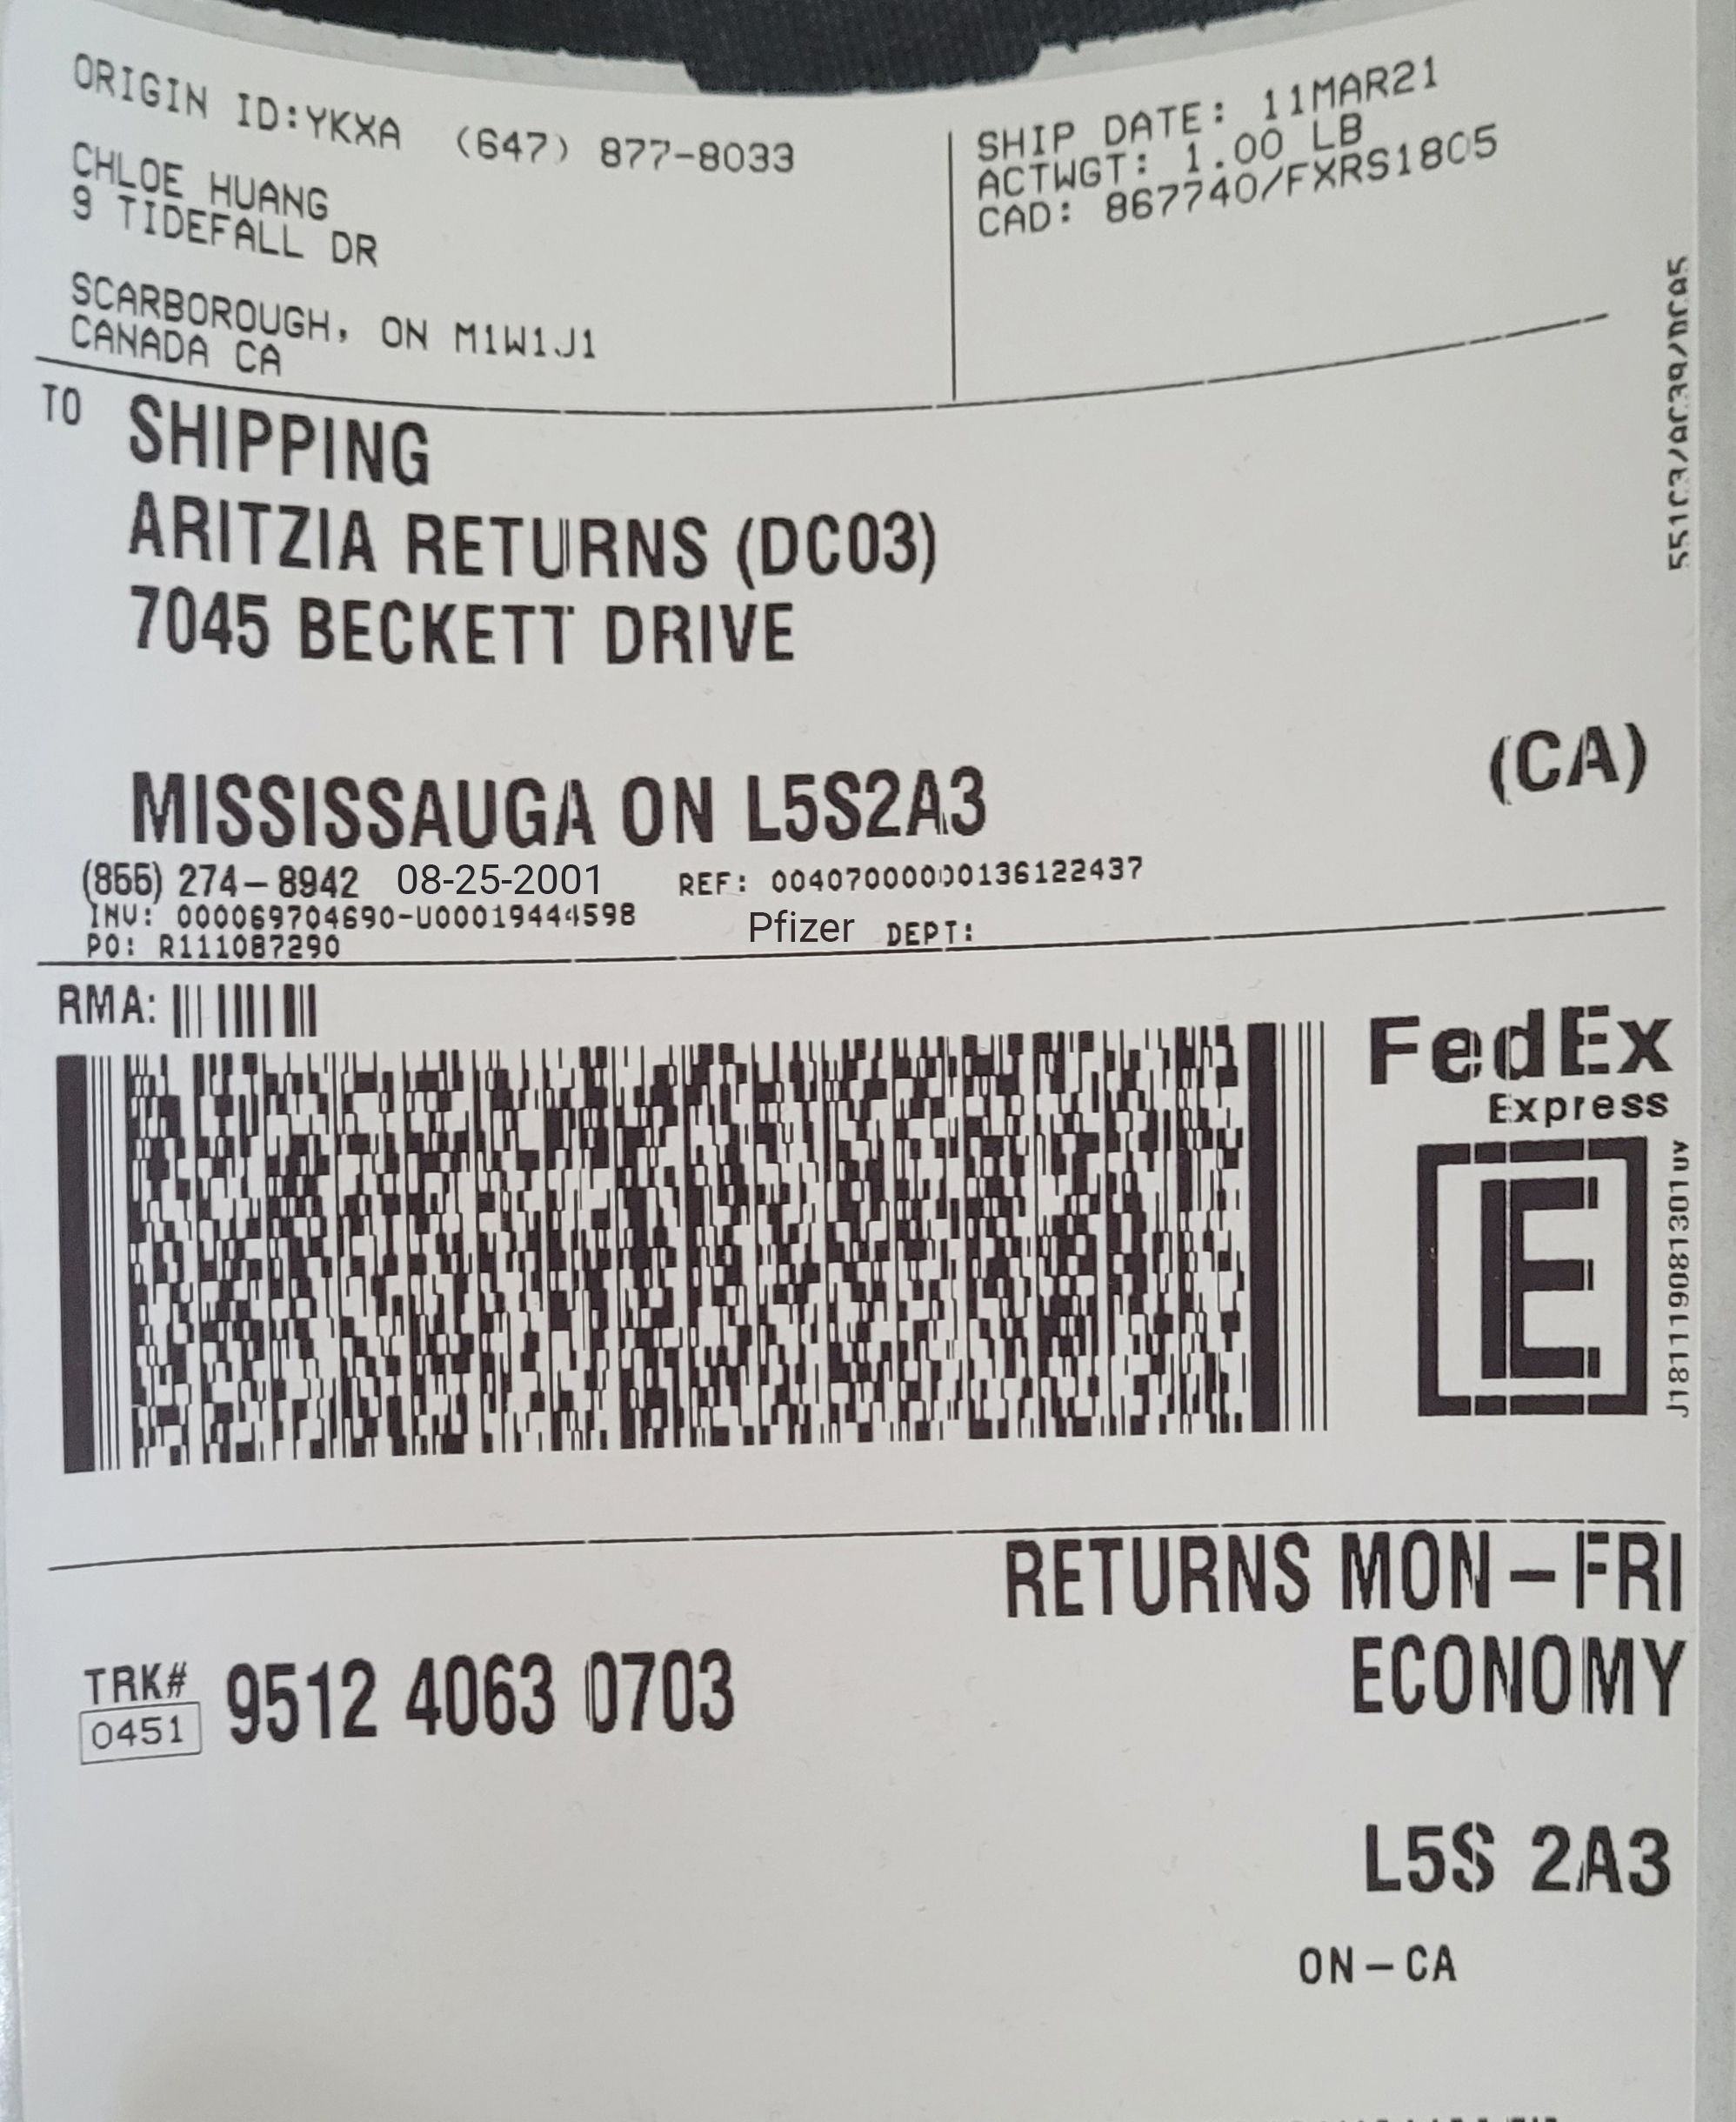 ORIGIN ID:YKXA (647) 877-8033
CHLOE HUANG
9 TIDEFALL DR
SCARBOROUGH, ON M1W1J1
CANADA CA
SHIP DATE: 11MAR21
ACTWGT: 1.00 LB
CAD: 867740/FXRS1805
TO SHIPPING
ARITZIA RETURNS (DC03)
7045 BECKETT DRIVE
MISSISSAUGA ON L5S2A3
(CA)
(855) 274-8942 08-25-2001 REF: 00407000000136122437
INV: 000069704690-U00019444598
PO: R111087290 Pfizer DEPT:
RMA:
FedEx
Express
E
J181119081301uv
RETURNS MON-FRI
ECONOMY
TRK# 9512 4063 0703
0451
L5S 2A3
ON-CA